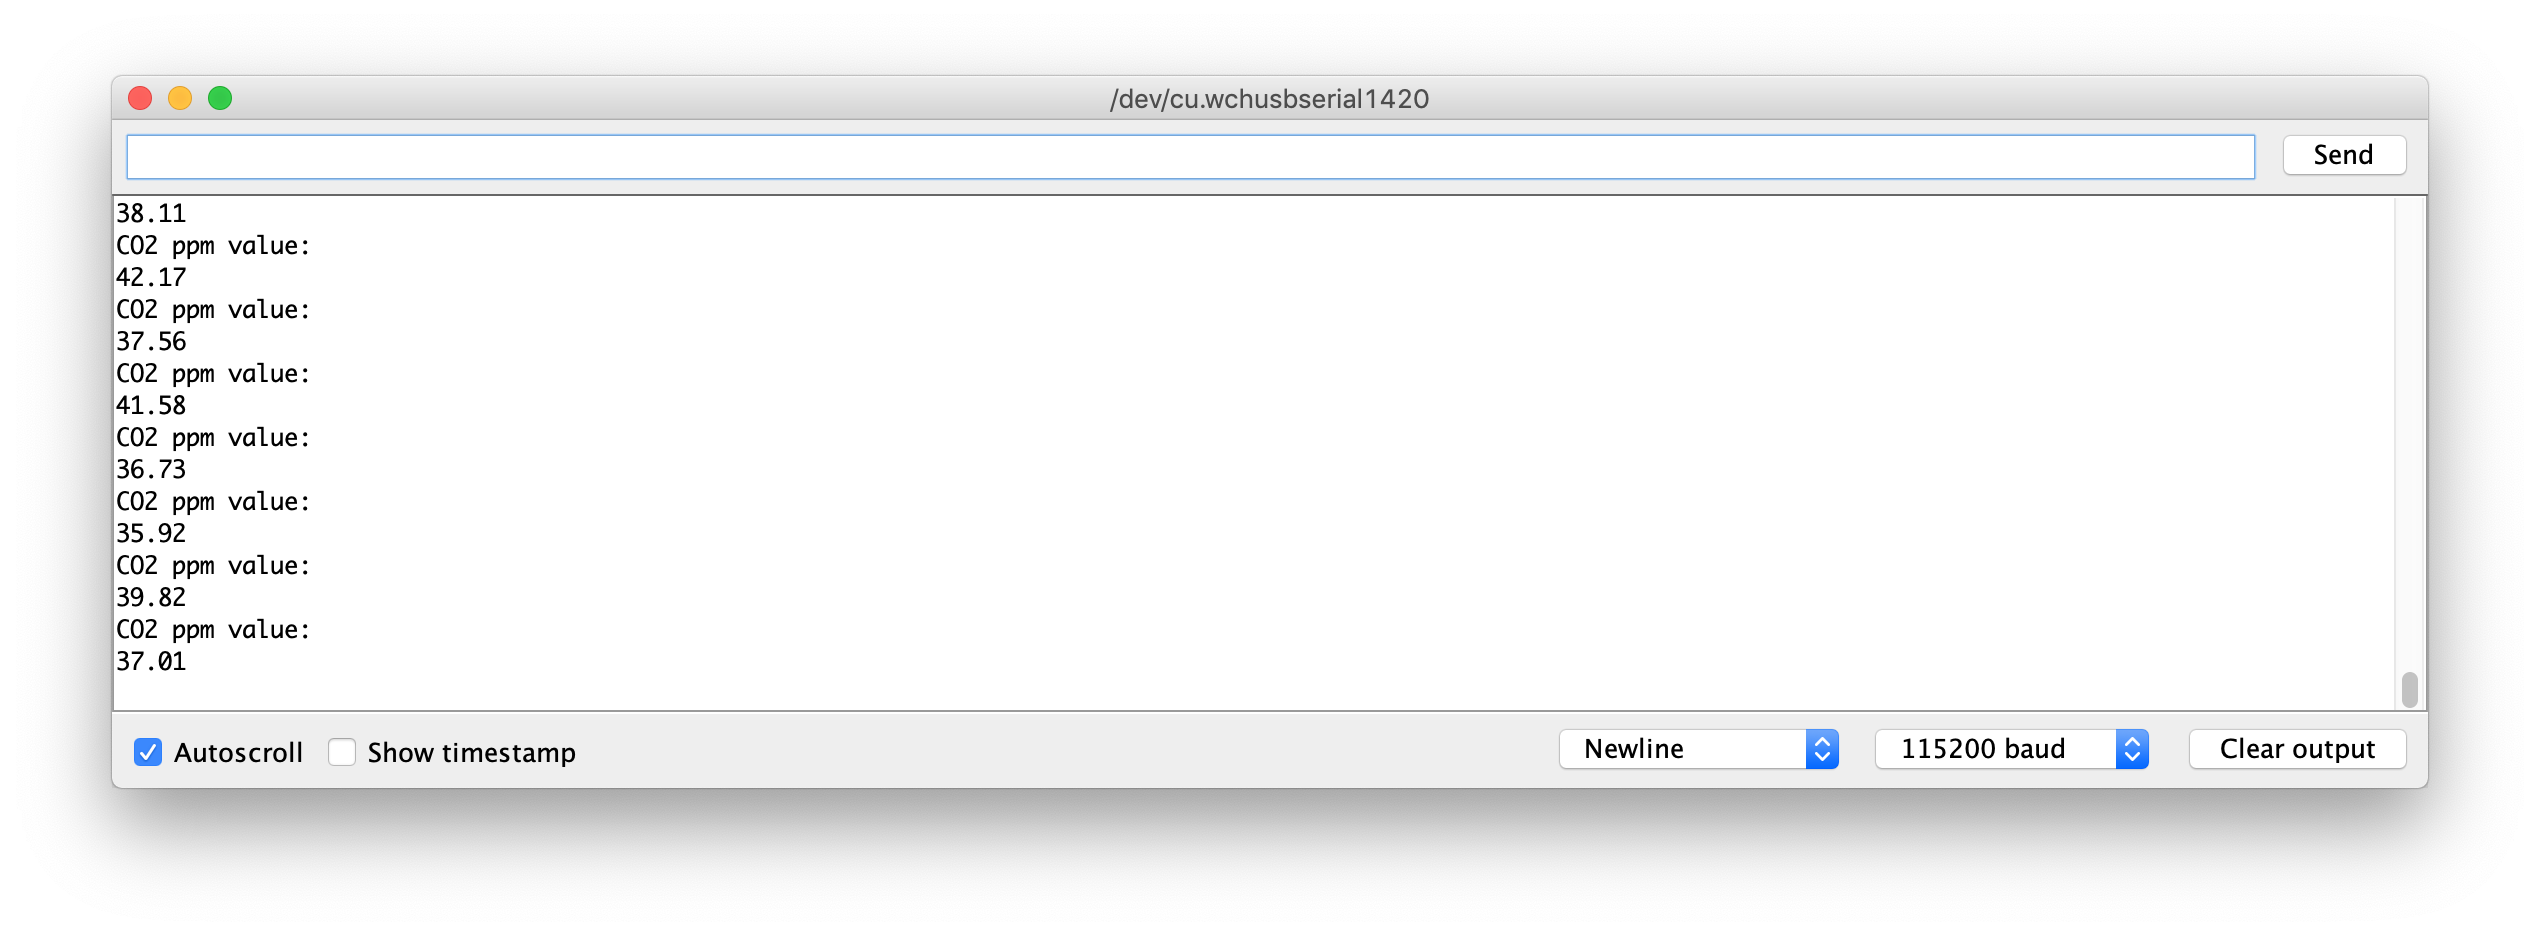 /dev/cu.wchusbserial1420
Send
38.11
CO2 ppm value:
42.17
CO2 ppm value:
37.56
CO2 ppm value:
41.58
CO2 ppm value:
36.73
CO2 ppm value:
35.92
CO2 ppm value:
39.82
CO2 ppm value:
37.01
Autoscroll Show timestamp Newline 115200 baud Clear output